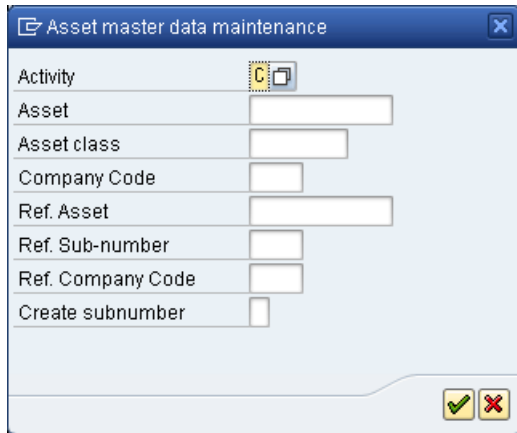 Asset master data maintenance
Activity C
Asset
Asset class
Company Code
Ref. Asset
Ref. Sub-number
Ref. Company Code
Create subnumber